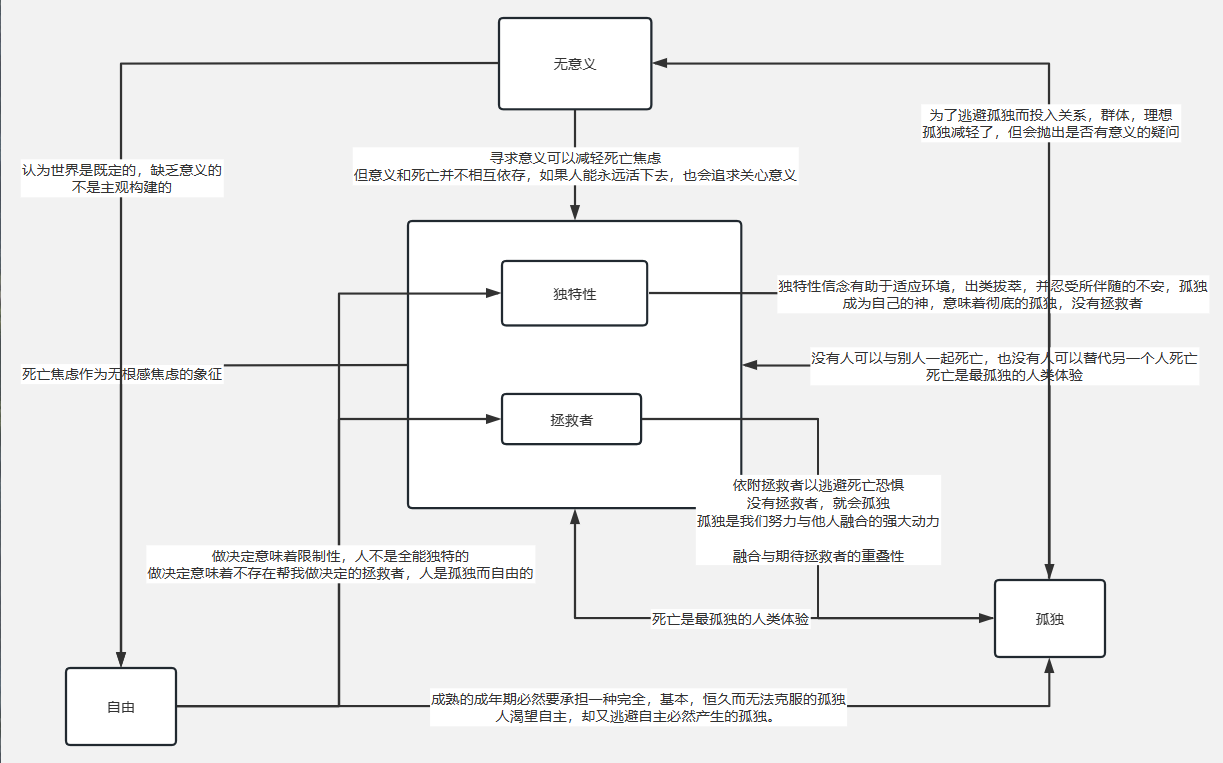 无意义
为了逃避孤独而投入关系，群体，理想
孤独减轻了，但会抛出是否有意义的疑问
认为世界是既定的，缺乏意义的
不是主观构建的
寻求意义可以减轻死亡焦虑
但意义和死亡并不相互依存，如果人能永远活下去，也会追求关心意义
独特性
独特性信念有助于适应环境，出类拔萃，并忍受所伴随的不安，孤独
成为自己的神，意味着彻底的孤独，没有拯救者
没有人可以与别人一起死亡，也没有人可以替代另一个人死亡
死亡是最孤独的人类体验
死亡焦虑作为无根感焦虑的象征
拯救者
依附拯救者以逃避死亡恐惧
没有拯救者，就会孤独
孤独是我们努力与他人融合的强大动力
融合与期待拯救者的重叠性
做决定意味着限制性，人不是全能独特的
做决定意味着不存在帮我做决定的拯救者，人是孤独而自由的
死亡是最孤独的人类体验
孤独
自由
成熟的成年期必然要承担一种完全，基本，恒久而无法克服的孤独
人渴望自主，却又逃避自主必然产生的孤独。